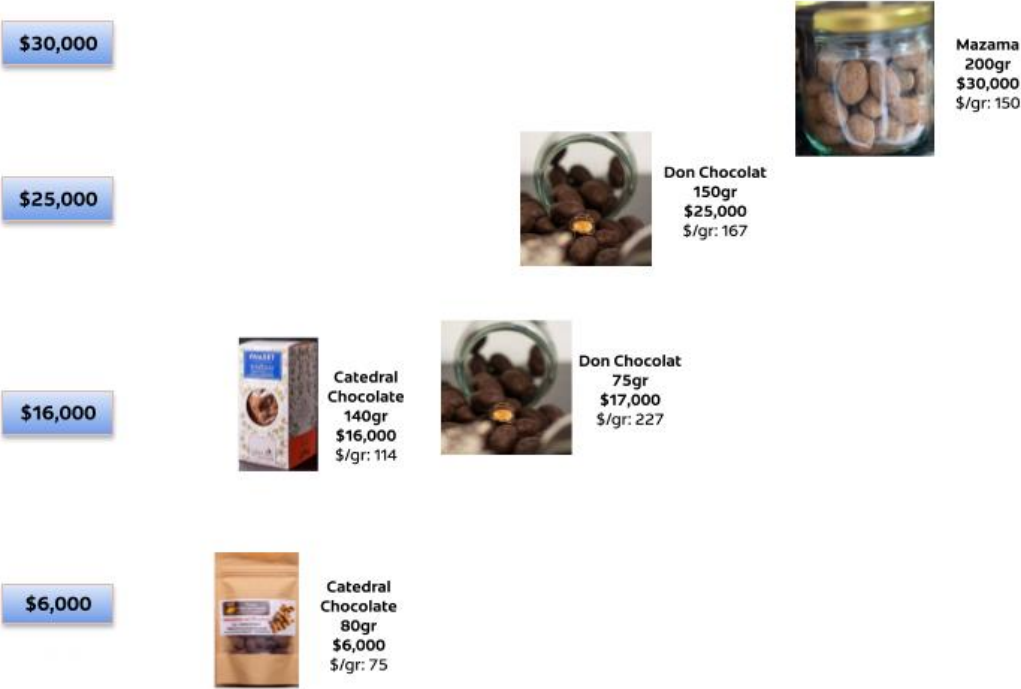 $30,000
Mazama
200gr
$30,000
$/gr: 150
$25,000
Don Chocolat
150gr
$25,000
$/gr: 167
$16,000
Catedral
Chocolate
140gr
$16,000
$/gr: 114
Don Chocolat
75gr
$17,000
$/gr: 227
$6,000
Catedral
Chocolate
80gr
$6,000
$/gr: 75